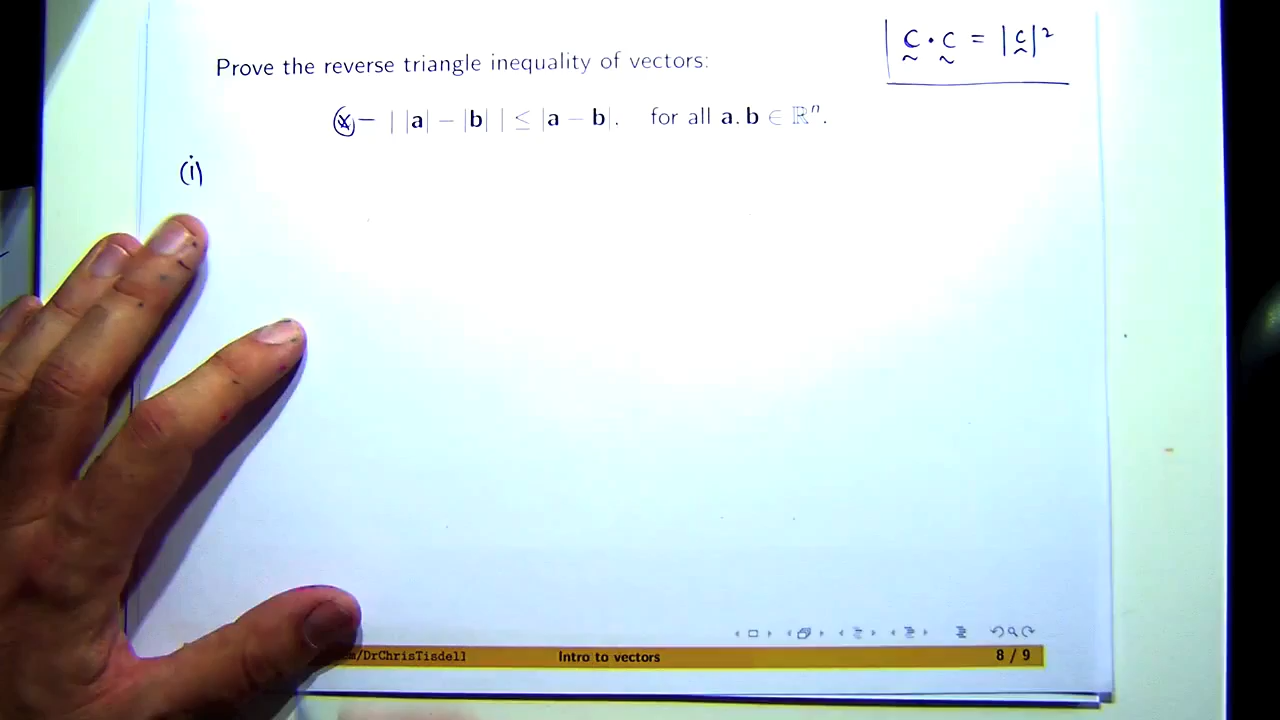 c · c = |c|²
Prove the reverse triangle inequality of vectors:
(*) — | |a| − |b| | ≤ |a − b|, for all a, b ∈ ℝⁿ.
(i)
m/DrChrisTisdell Intro to vectors 8 / 9